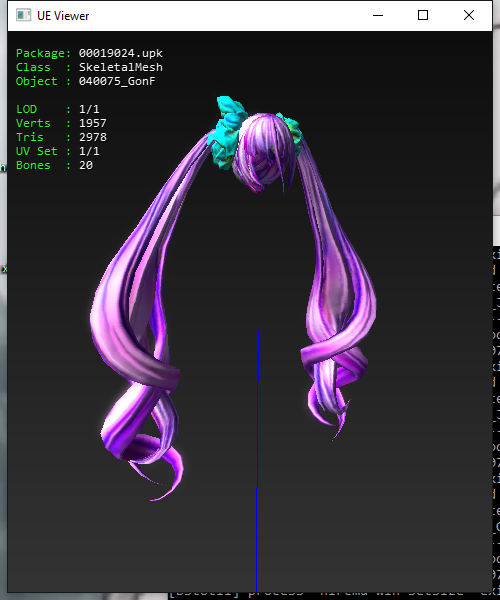 UE Viewer
Package: 00019024.upk
Class  : SkeletalMesh
Object : 040075_GonF
LOD    : 1/1
Verts  : 1957
Tris   : 2978
UV Set : 1/1
Bones  : 20